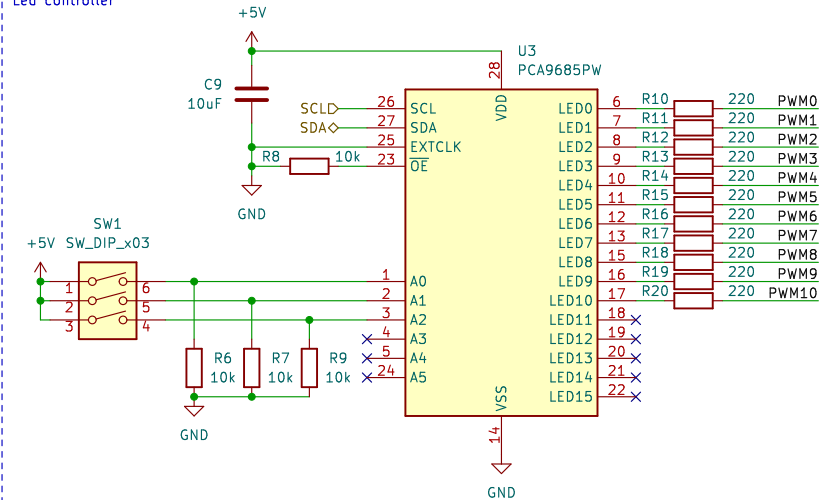 Led Controller
+5V
U3
PCA9685PW
C9
10uF
28
VDD
SCL
26
SCL
SDA
27
SDA
25
EXTCLK
R8
10k
23
OE
GND
LED0
6
R10
220
PWM0
LED1
7
R11
220
PWM1
LED2
8
R12
220
PWM2
LED3
9
R13
220
PWM3
LED4
10
R14
220
PWM4
LED5
11
R15
220
PWM5
LED6
12
R16
220
PWM6
LED7
13
R17
220
PWM7
LED8
15
R18
220
PWM8
LED9
16
R19
220
PWM9
LED10
17
R20
220
PWM10
LED11
18
LED12
19
LED13
20
LED14
21
LED15
22
SW1
SW_DIP_x03
+5V
1
6
2
5
3
4
1
A0
2
A1
3
A2
4
A3
5
A4
24
A5
R6
10k
R7
10k
R9
10k
GND
VSS
14
GND